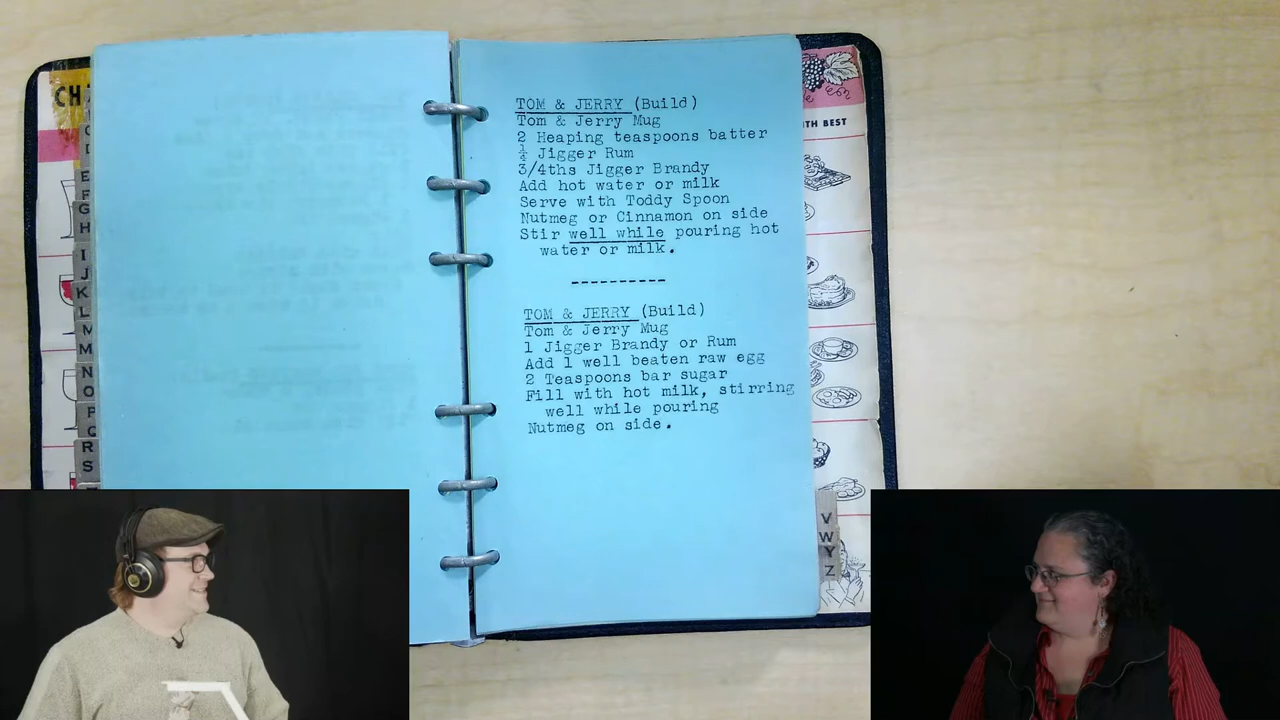 CH
C
D
E
F
G
H
I
J
K
L
M
M
N
O
P
Q
R
S
TOM & JERRY (Build)
Tom & Jerry Mug
2 Heaping teaspoons batter
Jigger Rum
3/4ths Jigger Brandy
Add hot water or milk
Serve with Toddy Spoon
Nutmeg or Cinnamon on side
Stir well while pouring hot
water or milk.
----------
TOM & JERRY (Build)
Tom & Jerry Mug
1 Jigger Brandy or Rum
Add 1 well beaten raw egg
2 Teaspoons bar sugar
Fill with hot milk, stirring
well while pouring
Nutmeg on side.
BEST
V
W
Y
Z